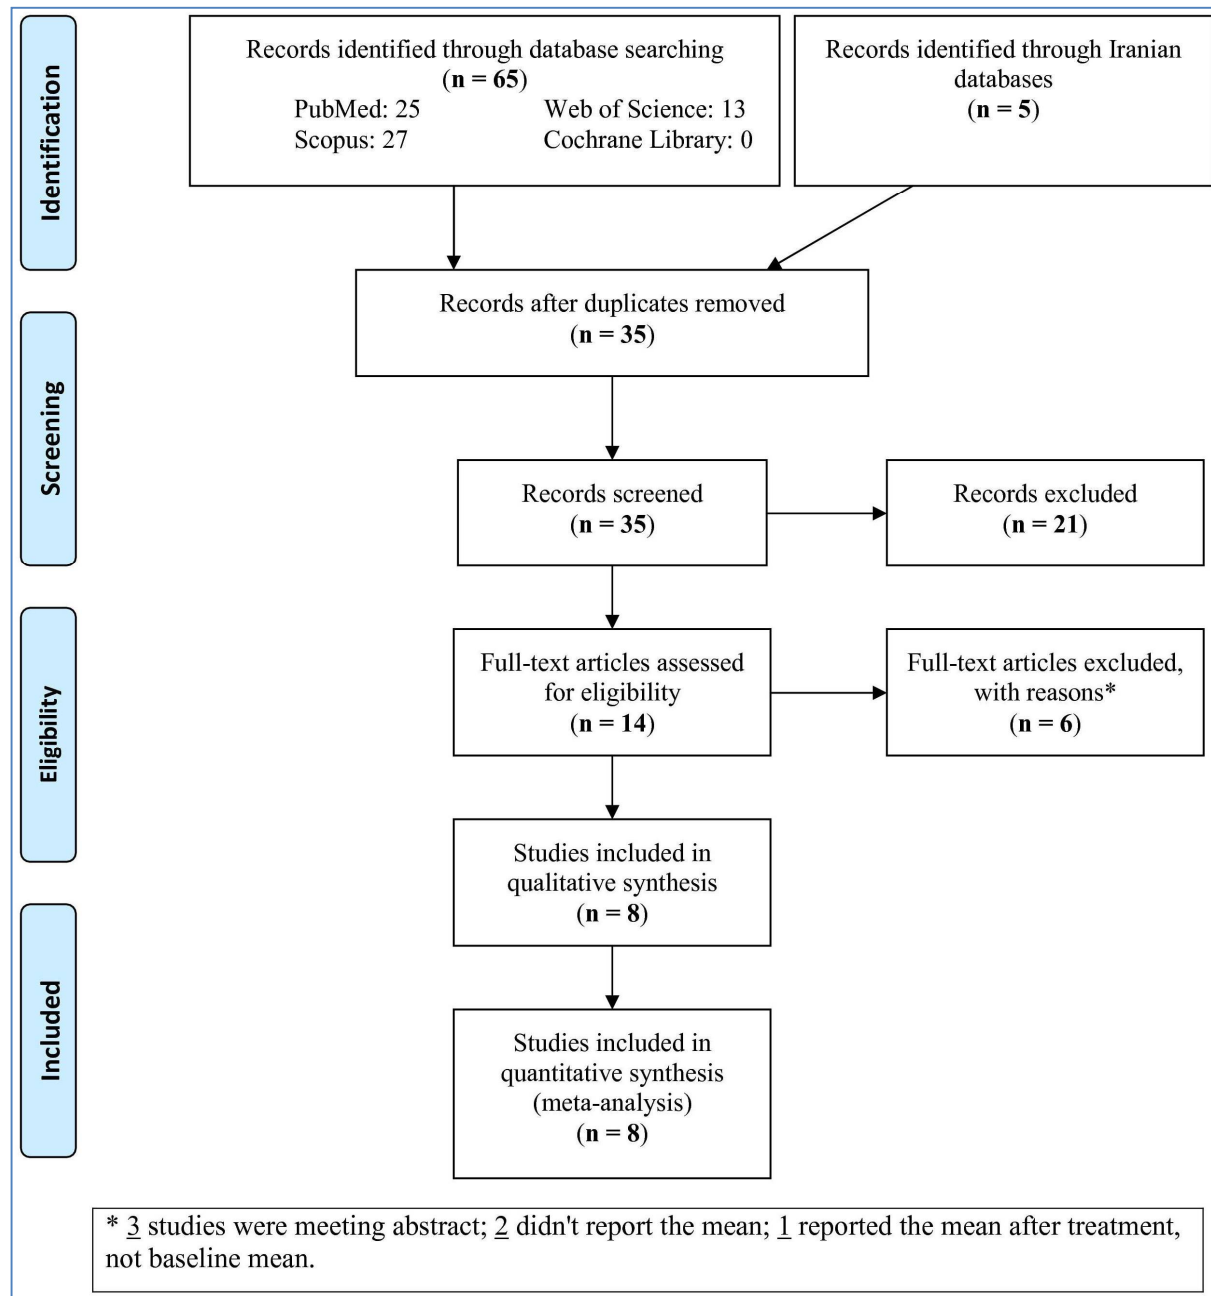 Identification
Records identified through database searching
(n = 65)
PubMed: 25 Web of Science: 13
Scopus: 27 Cochrane Library: 0
Records identified through Iranian
databases
(n = 5)
Records after duplicates removed
(n = 35)
Screening
Records screened
(n = 35)
Records excluded
(n = 21)
Eligibility
Full-text articles assessed
for eligibility
(n = 14)
Full-text articles excluded,
with reasons*
(n = 6)
Studies included in
qualitative synthesis
(n = 8)
Included
Studies included in
quantitative synthesis
(meta-analysis)
(n = 8)
* 3 studies were meeting abstract; 2 didn't report the mean; 1 reported the mean after treatment,
not baseline mean.